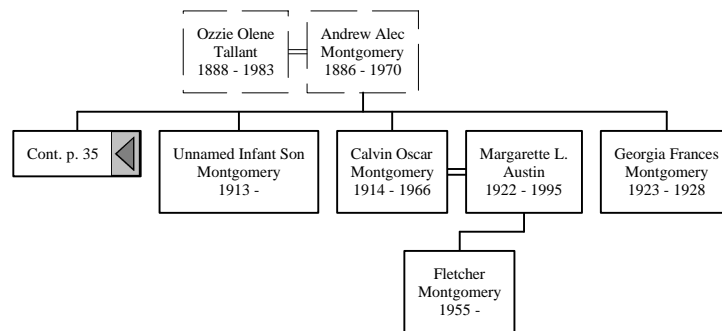 Ozzie Olene
Tallant
1888 - 1983
Andrew Alec
Montgomery
1886 - 1970
Cont. p. 35
Unnamed Infant Son
Montgomery
1913 -
Calvin Oscar
Montgomery
1914 - 1966
Margarette L.
Austin
1922 - 1995
Georgia Frances
Montgomery
1923 - 1928
Fletcher
Montgomery
1955 -